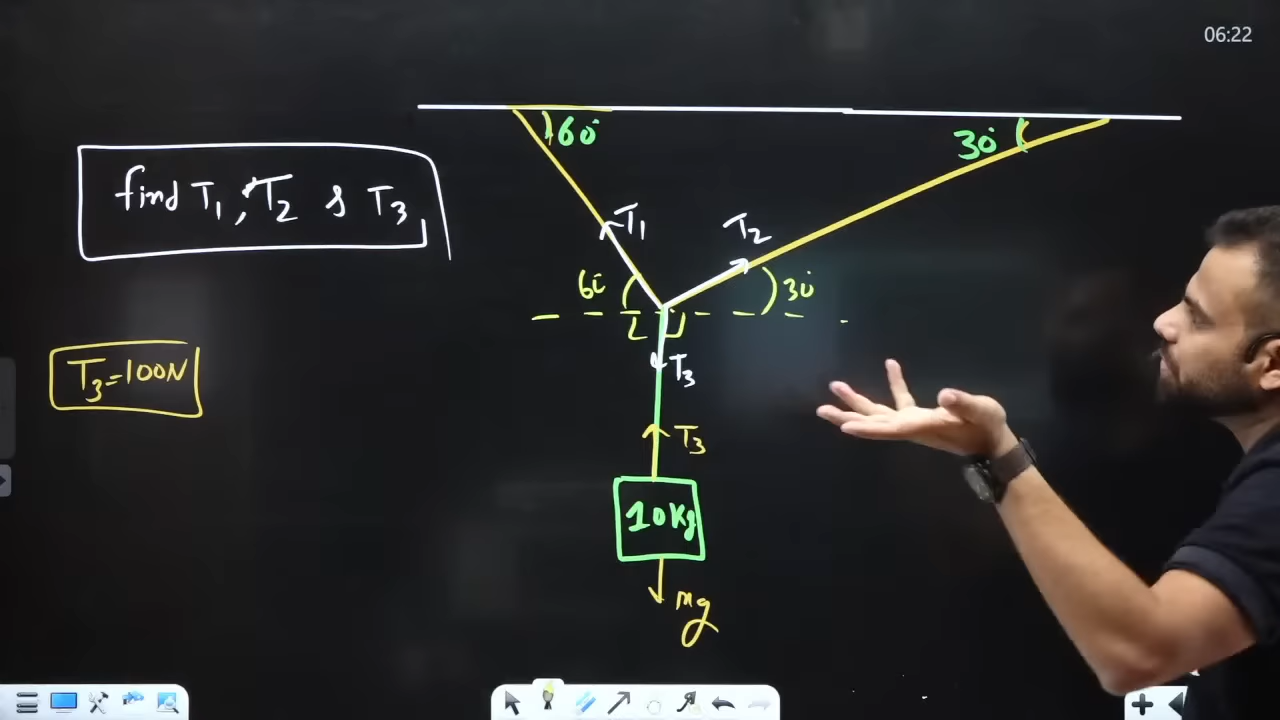 06:22
60°
30°
find T₁, T₂ & T₃
T₁
T₂
60°
30°
T₃=100N
T₃
T₃
10Kg
mg